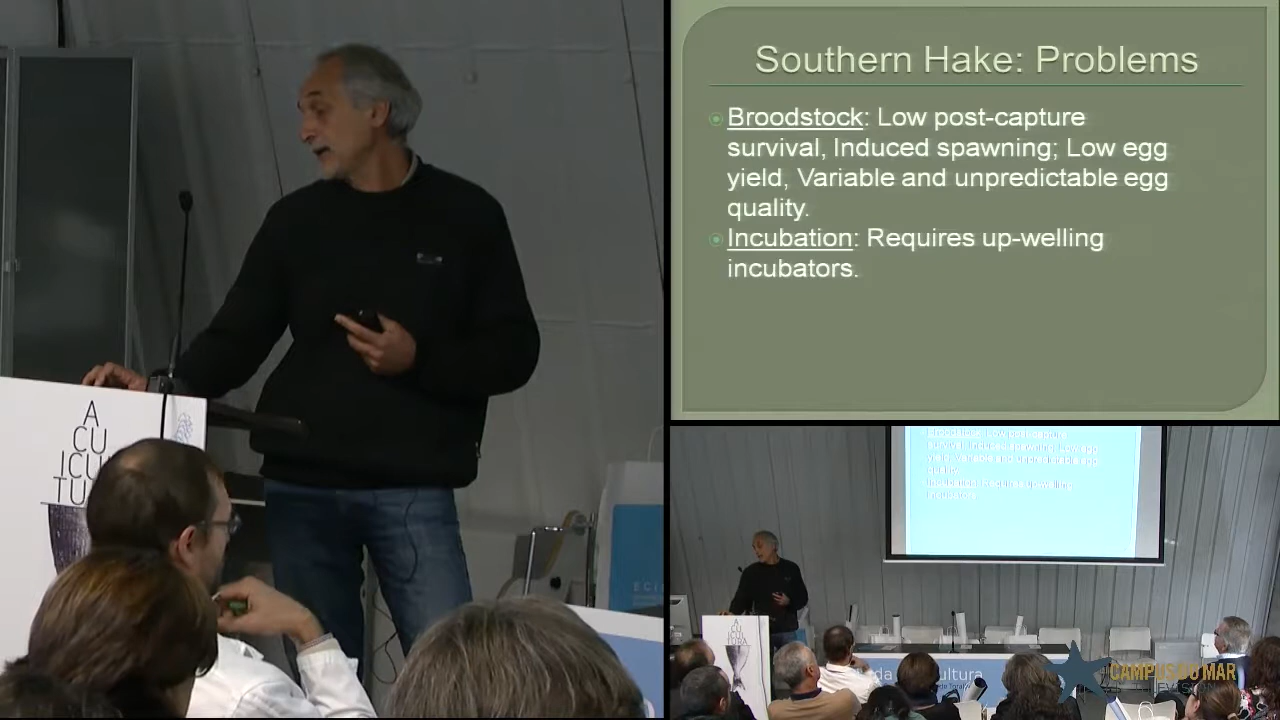 Southern Hake: Problems
Broodstock: Low post-capture
survival, Induced spawning; Low egg
yield, Variable and unpredictable egg
quality.
Incubation: Requires up-welling
incubators.
A
CU
ICU
TU
CAMPUS DO MAR